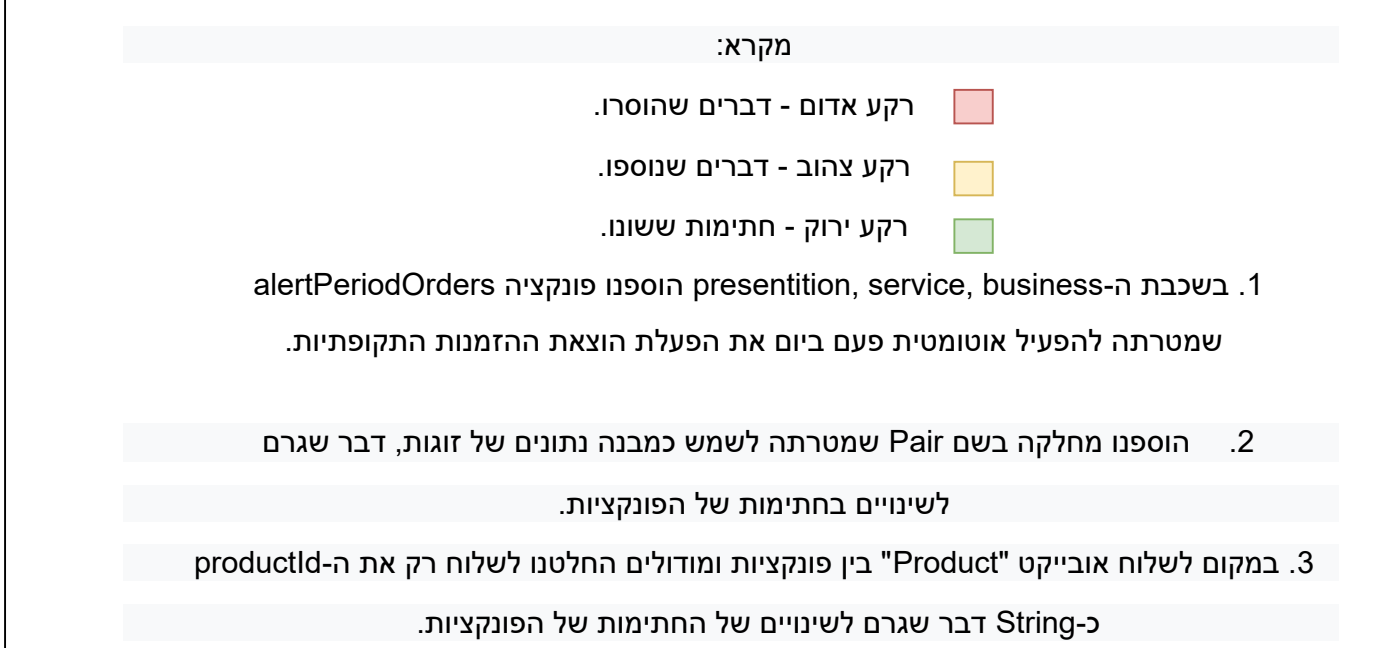 מקרא:
רקע אדום - דברים שהוסרו.
רקע צהוב - דברים שנוספו.
רקע ירוק - חתימות ששונו.
1. בשכבת ה-presentition, service, business הוספנו פונקציה alertPeriodOrders
שמטרתה להפעיל אוטומטית פעם ביום את הפעלת הוצאת ההזמנות התקופתיות.
2. הוספנו מחלקה בשם Pair שמטרתה לשמש כמבנה נתונים של זוגות, דבר שגרם
לשינויים בחתימות של הפונקציות.
3. במקום לשלוח אובייקט "Product" בין פונקציות ומודולים החלטנו לשלוח רק את ה-productId
כ-String דבר שגרם לשינויים של החתימות של הפונקציות.